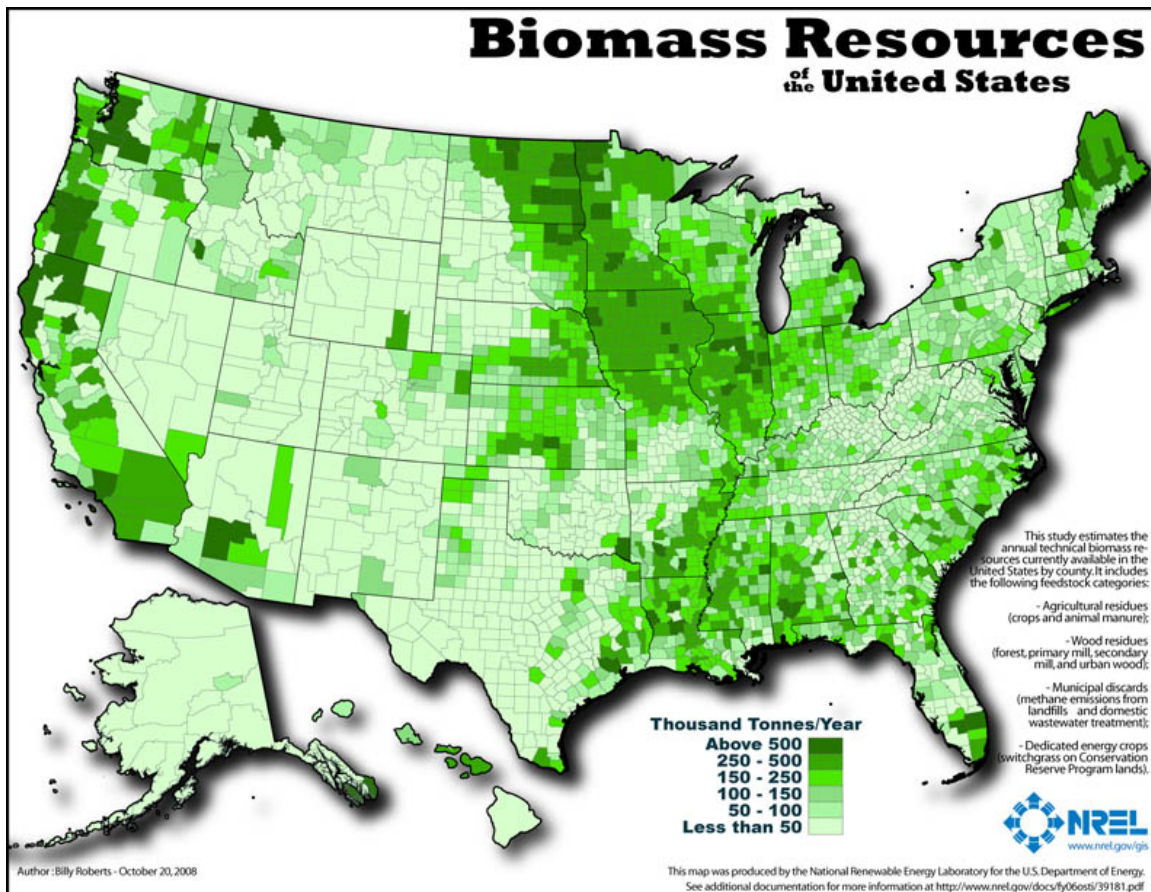 Biomass Resources
of the United States
This study estimates the
annual technical biomass re-
sources currently available in the
United States by county. It includes
the following feedstock categories:
- Agricultural residues
(crops and animal manure);
- Wood residues
(forest, primary mill, secondary
mill, and urban wood);
- Municipal discards
(methane emissions from
landfills and domestic
wastewater treatment);
- Dedicated energy crops
(switchgrass on Conservation
Reserve Program lands).
Thousand Tonnes/Year
Above 500
250 - 500
150 - 250
100 - 150
50 - 100
Less than 50
NREL
www.nrel.gov/gis
Author : Billy Roberts - October 20, 2008
This map was produced by the National Renewable Energy Laboratory for the U.S. Department of Energy.
See additional documentation for more information at http://www.nrel.gov/docs/fy06osti/39181.pdf